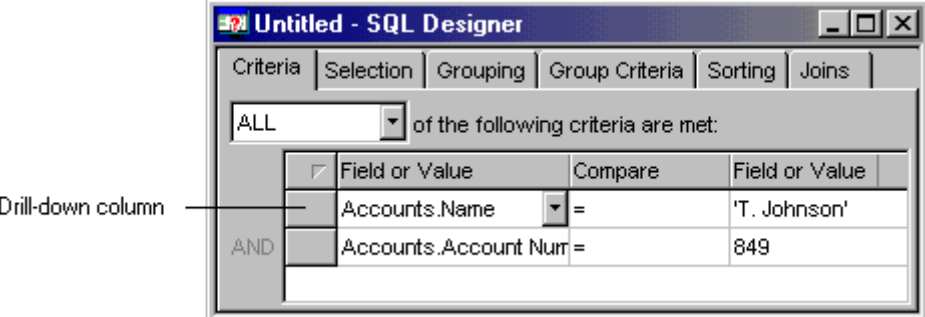 Untitled - SQL Designer
Criteria Selection Grouping Group Criteria Sorting Joins
ALL of the following criteria are met:
Field or Value Compare Field or Value
Drill-down column Accounts.Name = 'T. Johnson'
AND Accounts.Account Num = 849